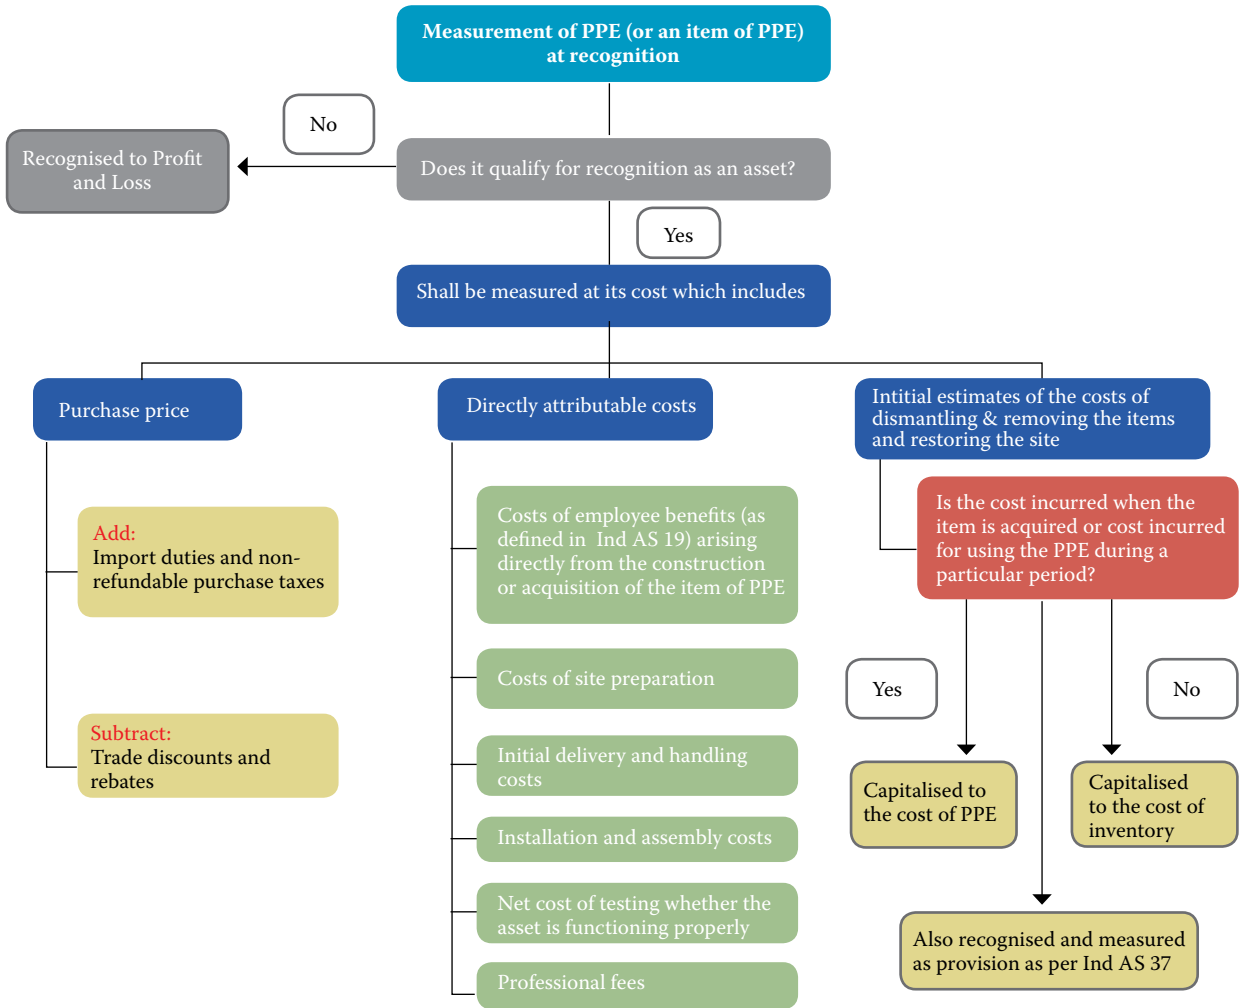 Measurement of PPE (or an item of PPE)
at recognition
No
Recognised to Profit
and Loss
Does it qualify for recognition as an asset?
Yes
Shall be measured at its cost which includes
Purchase price
Add:
Import duties and non-
refundable purchase taxes
Subtract:
Trade discounts and
rebates
Directly attributable costs
Costs of employee benefits (as
defined in Ind AS 19) arising
directly from the construction
or acquisition of the item of PPE
Costs of site preparation
Initial delivery and handling
costs
Installation and assembly costs
Net cost of testing whether the
asset is functioning properly
Professional fees
Intitial estimates of the costs of
dismantling & removing the items
and restoring the site
Is the cost incurred when the
item is acquired or cost incurred
for using the PPE during a
particular period?
Yes
No
Capitalised to
the cost of PPE
Capitalised
to the cost of
inventory
Also recognised and measured
as provision as per Ind AS 37